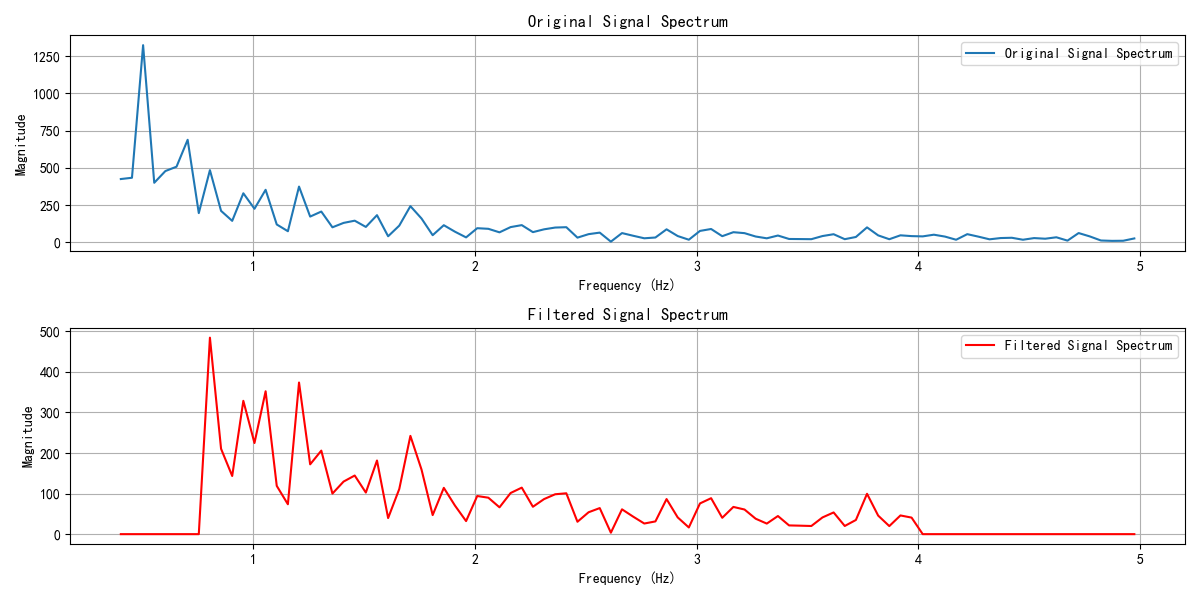 Original Signal Spectrum
Original Signal Spectrum
Magnitude
1250
1000
750
500
250
0
1 2 3 4 5
Frequency (Hz)
Filtered Signal Spectrum
Filtered Signal Spectrum
Magnitude
500
400
300
200
100
0
1 2 3 4 5
Frequency (Hz)